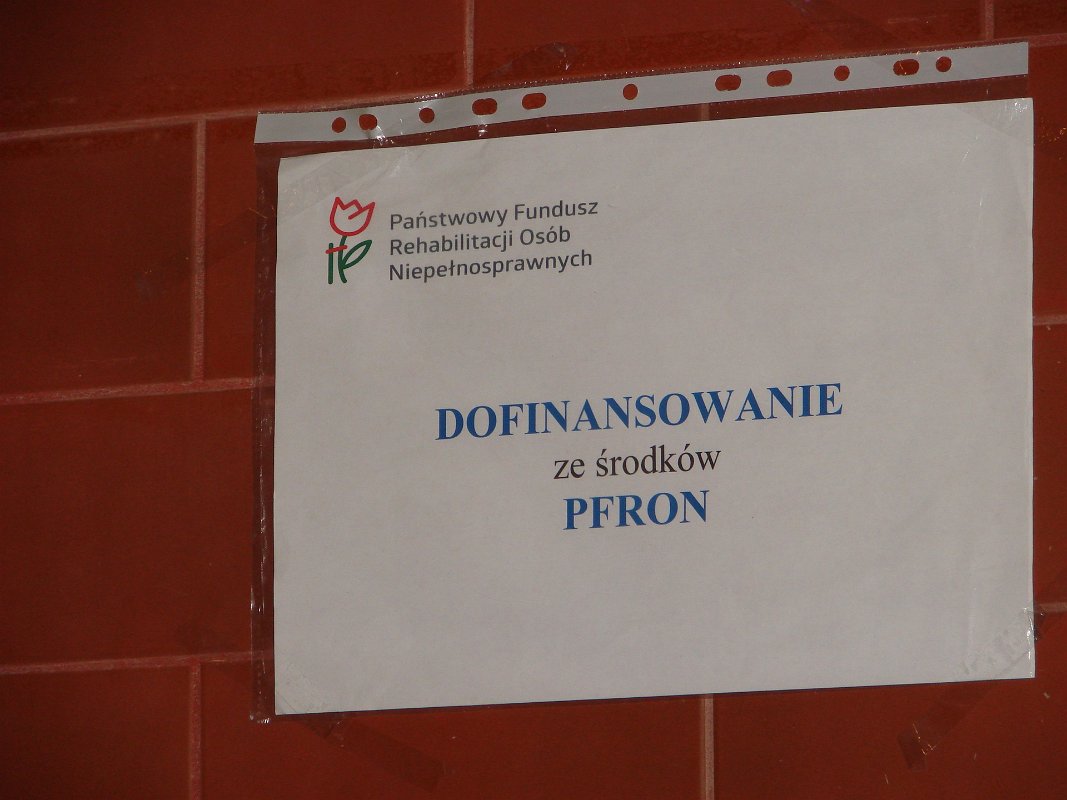 Państwowy Fundusz
Rehabilitacji Osób
Niepełnosprawnych
DOFINANSOWANIE
ze środków
PFRON